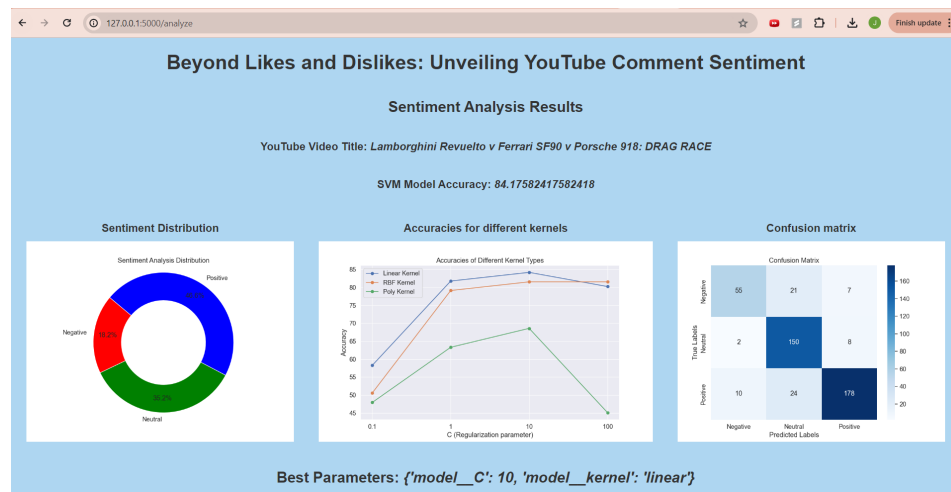 127.0.0.1:5000/analyze
Finish update
J
Beyond Likes and Dislikes: Unveiling YouTube Comment Sentiment
Sentiment Analysis Results
YouTube Video Title: Lamborghini Revuelto v Ferrari SF90 v Porsche 918: DRAG RACE
SVM Model Accuracy: 84.17582417582418
Sentiment Distribution
Sentiment Analysis Distribution
Positive
Negative
Neutral
Accuracies for different kernels
Accuracies of Different Kernel Types
Linear Kernel
RBF Kernel
Poly Kernel
Accuracy
85
80
75
70
65
60
55
50
45
0.1 1 10 100
C (Regularization parameter)
Confusion matrix
Confusion Matrix
True Labels
Negative
55 21 7
Neutral
2 150 8
Positive
10 24 178
Negative Neutral Positive
Predicted Labels
160
140
120
100
80
60
40
20
Best Parameters: {'model__C': 10, 'model__kernel': 'linear'}